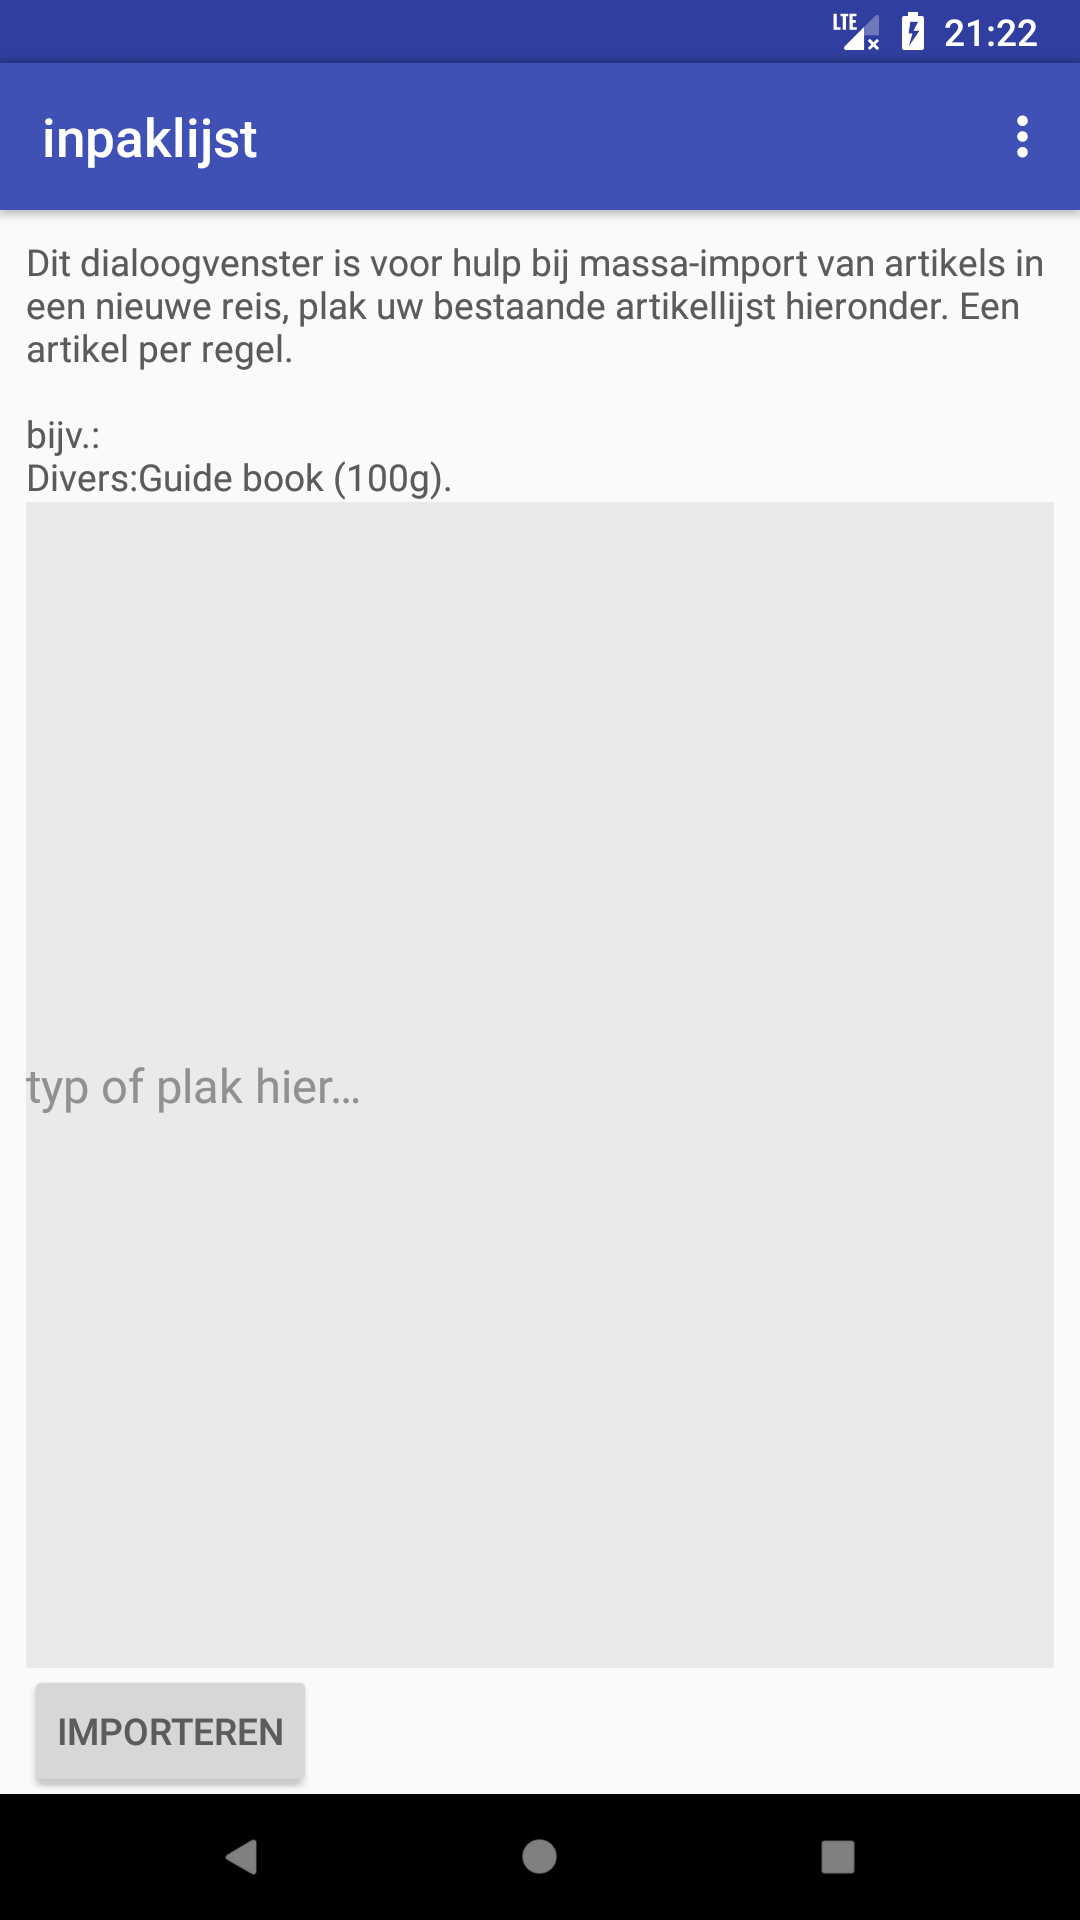 LTE 21:22
inpaklijst
Dit dialoogvenster is voor hulp bij massa-import van artikels in
een nieuwe reis, plak uw bestaande artikellijst hieronder. Een
artikel per regel.
bijv.:
Divers:Guide book (100g).
typ of plak hier…
IMPORTEREN